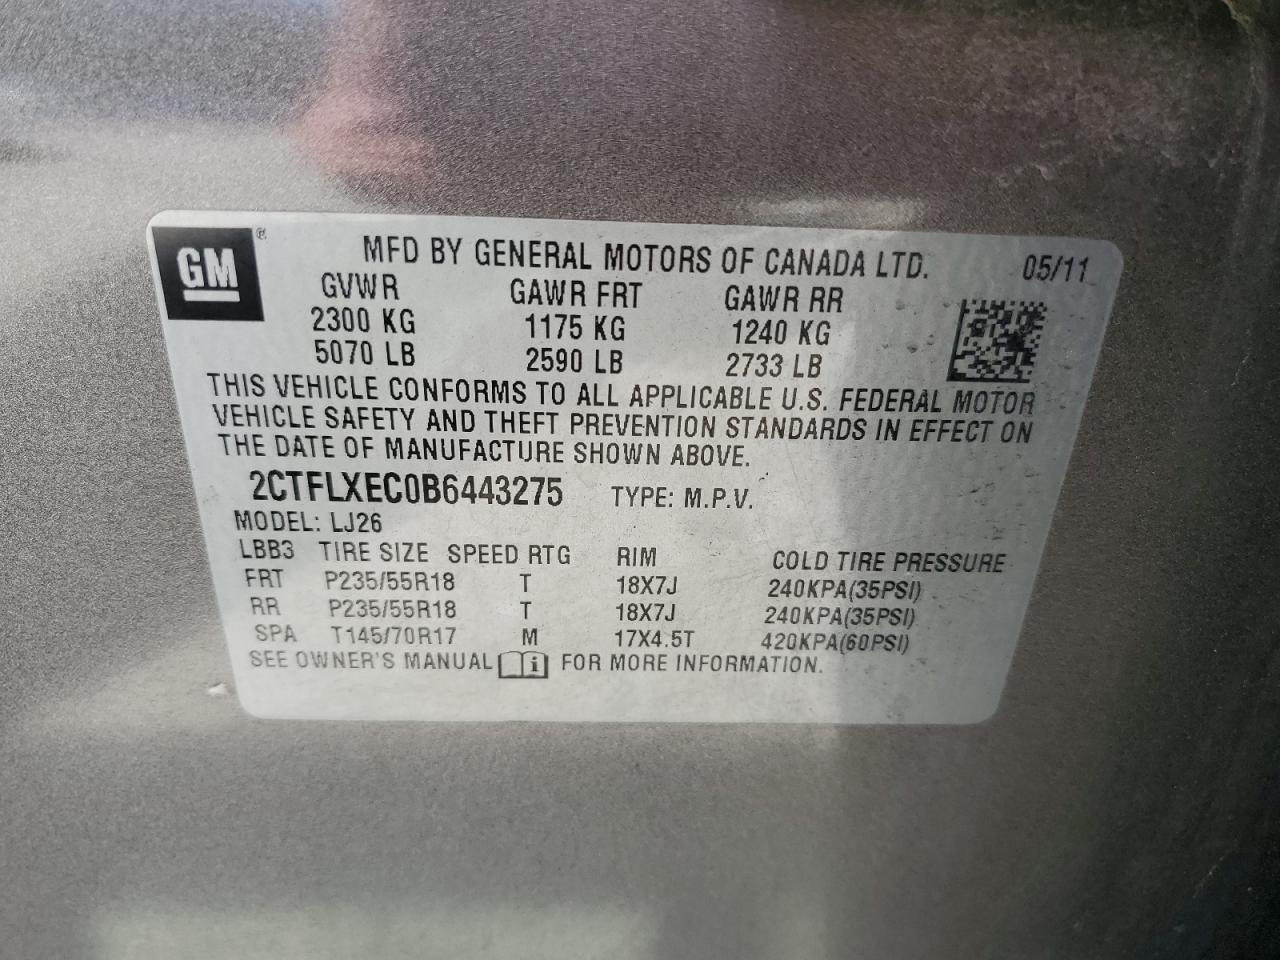 GM ® MFD BY GENERAL MOTORS OF CANADA LTD. 05/11
GVWR GAWR FRT GAWR RR
2300 KG 1175 KG 1240 KG
5070 LB 2590 LB 2733 LB
THIS VEHICLE CONFORMS TO ALL APPLICABLE U.S. FEDERAL MOTOR
VEHICLE SAFETY AND THEFT PREVENTION STANDARDS IN EFFECT ON
THE DATE OF MANUFACTURE SHOWN ABOVE.
2CTFLXEC0B6443275 TYPE: M.P.V.
MODEL: LJ26
LBB3 TIRE SIZE SPEED RTG RIM COLD TIRE PRESSURE
FRT P235/55R18 T 18X7J 240KPA(35PSI)
RR P235/55R18 T 18X7J 240KPA(35PSI)
SPA T145/70R17 M 17X4.5T 420KPA(60PSI)
SEE OWNER'S MANUAL i FOR MORE INFORMATION.